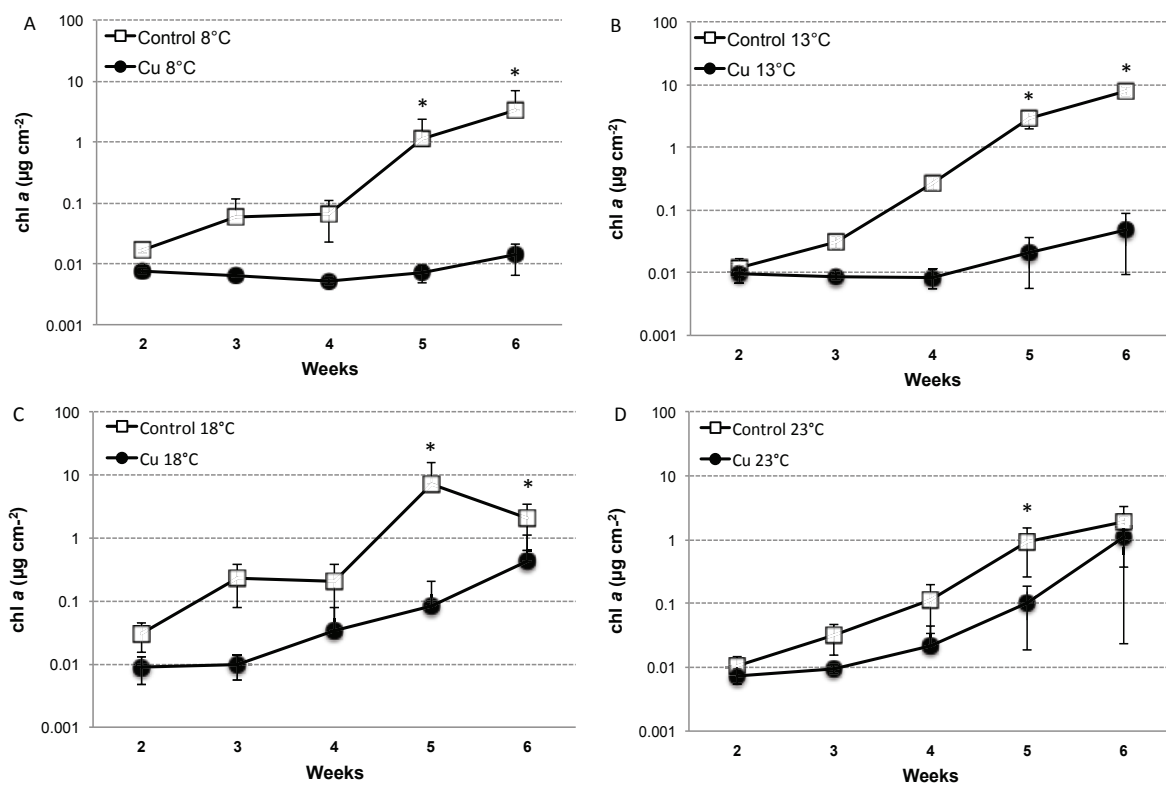 A
Control 8°C
Cu 8°C
100
10
1
0.1
0.01
0.001
chl a (µg cm-2)
* *
2 3 4 5 6
Weeks
B
Control 13°C
Cu 13°C
100
10
1
0.1
0.01
0.001
chl a (µg cm-2)
* *
2 3 4 5 6
Weeks
C
Control 18°C
Cu 18°C
100
10
1
0.1
0.01
0.001
chl a (µg cm-2)
* *
2 3 4 5 6
Weeks
D
Control 23°C
Cu 23°C
100
10
1
0.1
0.01
0.001
chl a (µg cm-2)
*
2 3 4 5 6
Weeks